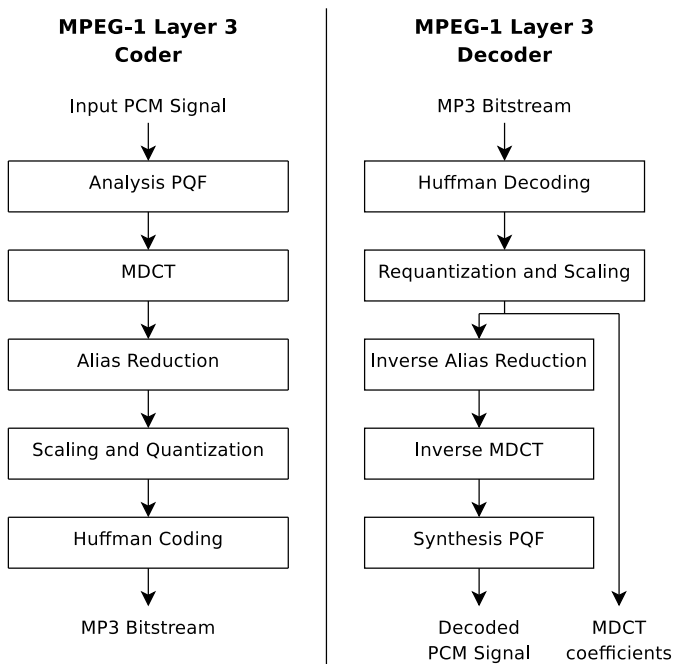 MPEG-1 Layer 3
Coder
Input PCM Signal
Analysis PQF
MDCT
Alias Reduction
Scaling and Quantization
Huffman Coding
MP3 Bitstream
MPEG-1 Layer 3
Decoder
MP3 Bitstream
Huffman Decoding
Requantization and Scaling
Inverse Alias Reduction
Inverse MDCT
Synthesis PQF
Decoded
PCM Signal
MDCT
coefficients